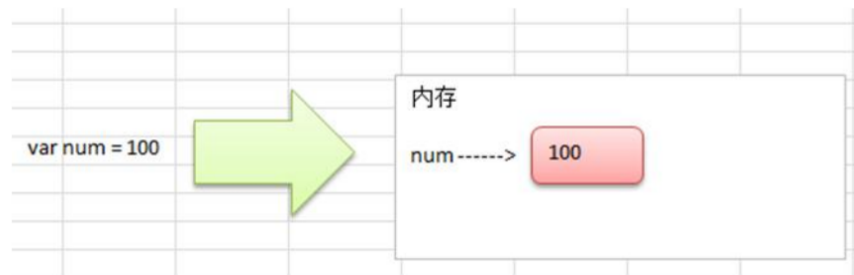 内存
var num = 100
num ------> 100